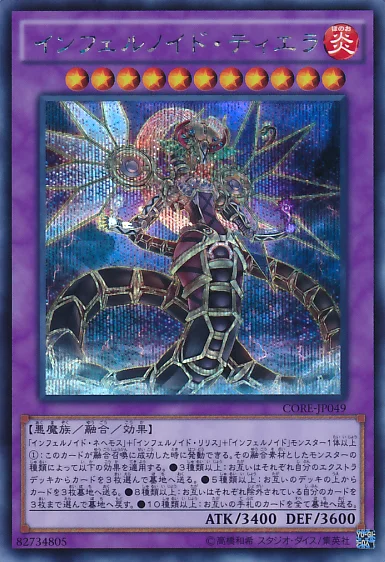 インフェルノイド・ティエラ
ほのお
炎
CORE-JP049
【悪魔族／融合／効果】
「インフェルノイド・ネヘモス」＋「インフェルノイド・リリス」＋「インフェルノイド」モンスター1体以上
①:このカードが融合召喚に成功した時に発動できる。その融合素材としたモンスターの
種類によって以下の効果を適用する。●3種類以上:お互いはそれぞれ自分のエクストラ
デッキからカードを3枚選んで墓地へ送る。●5種類以上:お互いのデッキの上から
カードを3枚墓地へ送る。●8種類以上:お互いはそれぞれ除外されている自分のカードを
3枚まで選んで墓地へ戻す。●10種類以上:お互いの手札のカードを全て墓地へ送る。
ATK/3400 DEF/3600
82734805
©高橋和希 スタジオ・ダイス/集英社